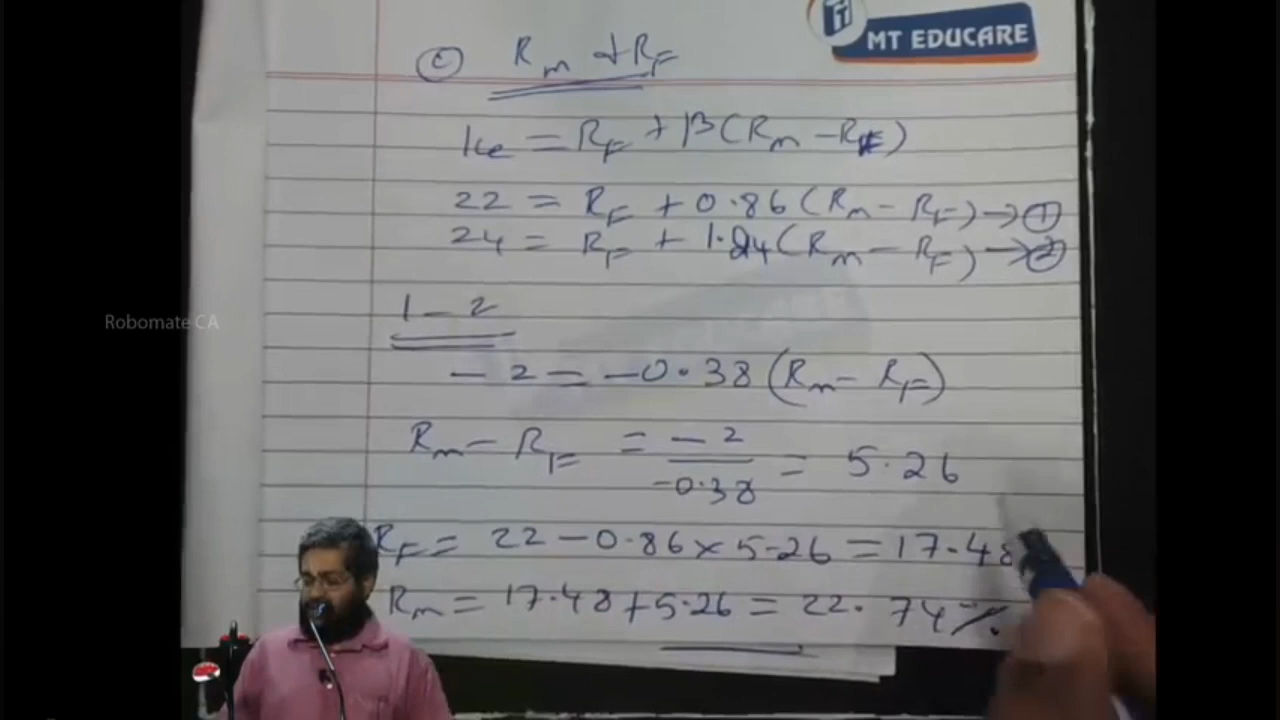 MT EDUCARE
c Rm + RF
ke = RF + β(Rm – RF)
22 = RF + 0.86(Rm – RF) → 1
24 = RF + 1.24(Rm – RF) → 2
1 – 2
– 2 = –0.38(Rm – RF)
Rm – RF = –2 / –0.38 = 5.26
RF = 22 – 0.86 × 5.26 = 17.48
Rm = 17.48 + 5.26 = 22.74%
Robomate CA